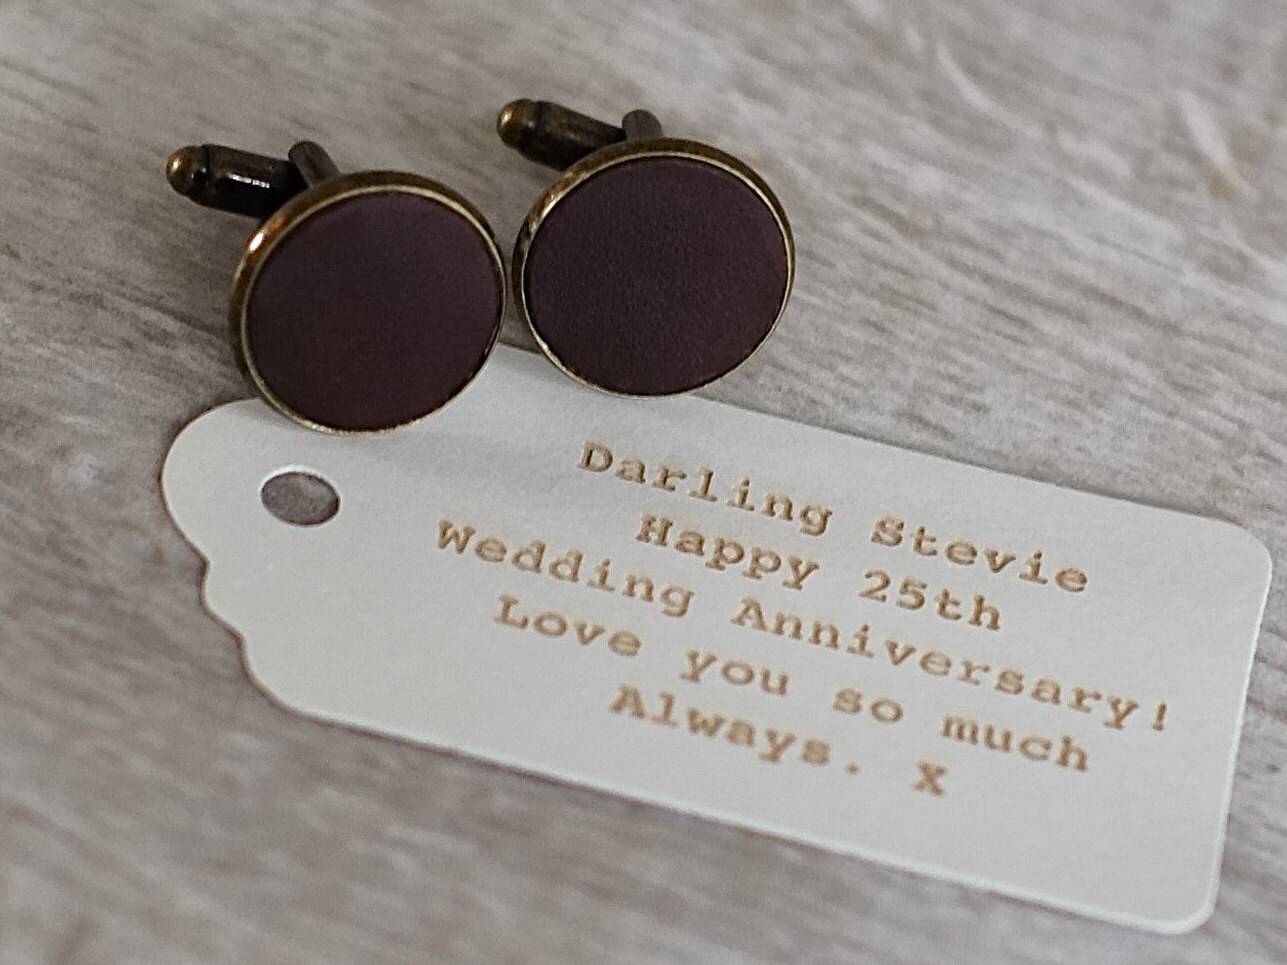 Darling Stevie
Happy 25th
Wedding Anniversary!
Love you so much
Always. X